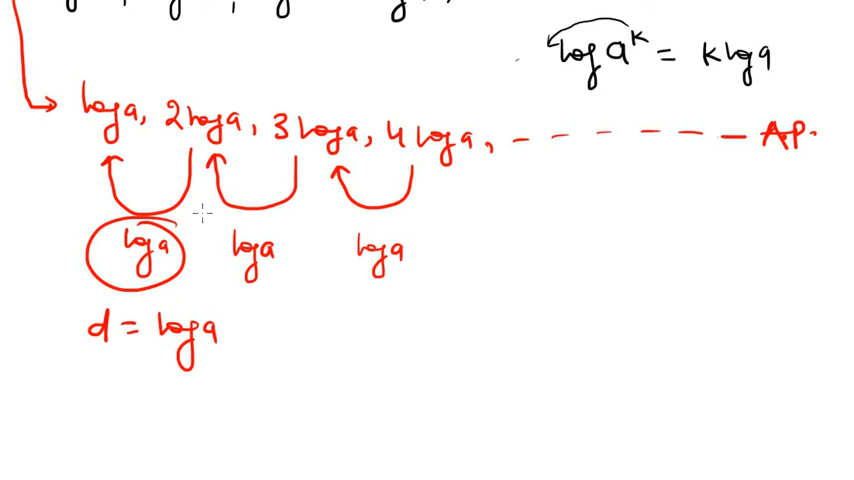 log a^k = k log a
log a, 2 log a, 3 log a, 4 log a, - - - - - - AP.
log a log a log a
d = log a